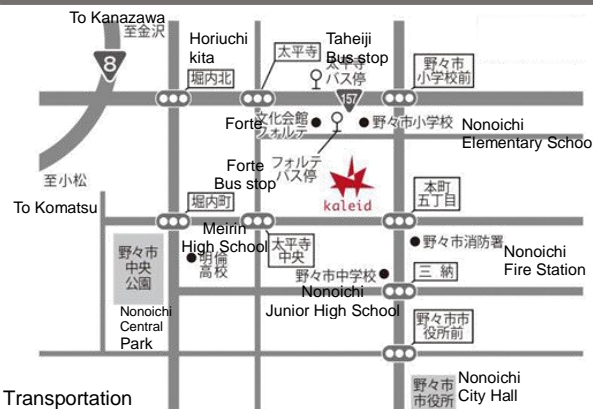 To Kanazawa
至金沢
8
Horiuchi
kita
堀内北
太平寺
Taheiji
Bus stop
太平寺
バス停
野々市
小学校前
157
Forte
文化会館
フォルテ
野々市小学校
Nonoichi
Elementary Schoo
Forte
Bus stop
フォルテ
バス停
kaleid
至小松
To Komatsu
堀内町
本町
五丁目
Meirin
High School
明倫
高校
太平寺
中央
野々市
中央
公園
Nonoichi
Central
Park
野々市消防署
Nonoichi
Fire Station
野々市中学校
Nonoichi
Junior High School
三納
野々市市
役所前
野々市
市役所
Nonoichi
City Hall
Transportation